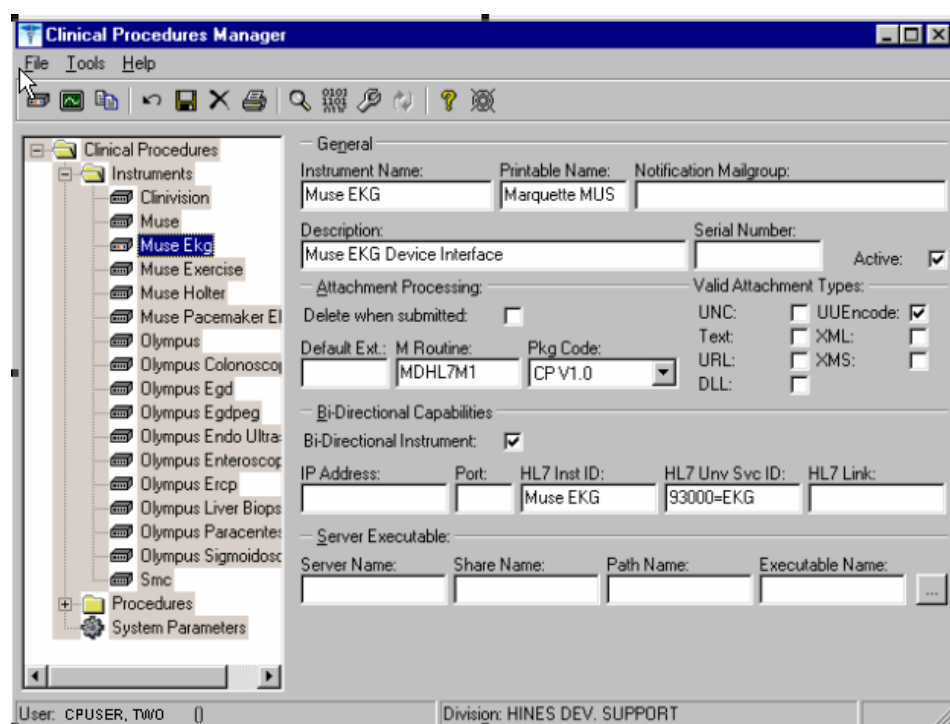 Clinical Procedures Manager
File Tools Help
Clinical Procedures
Instruments
Clinivision
Muse
Muse Ekg
Muse Exercise
Muse Holter
Muse Pacemaker El
Olympus
Olympus Colonoscop
Olympus Egd
Olympus Egdpeg
Olympus Endo Ultra
Olympus Enteroscop
Olympus Ercp
Olympus Liver Biops
Olympus Paracentes
Olympus Sigmoidosc
Smc
Procedures
System Parameters
General
Instrument Name: Printable Name: Notification Mailgroup:
Muse EKG Marquette MUS
Description: Serial Number:
Muse EKG Device Interface Active:
Attachment Processing: Valid Attachment Types:
Delete when submitted: UNC: UUEncode:
Text: XML:
Default Ext.: M Routine: Pkg Code: URL: XMS:
MDHL7M1 CP V1.0 DLL:
Bi-Directional Capabilities
Bi-Directional Instrument:
IP Address: Port: HL7 Inst ID: HL7 Unv Svc ID: HL7 Link:
Muse EKG 93000=EKG
Server Executable:
Server Name: Share Name: Path Name: Executable Name:
...
User: CPUSER, TWO () Division: HINES DEV. SUPPORT